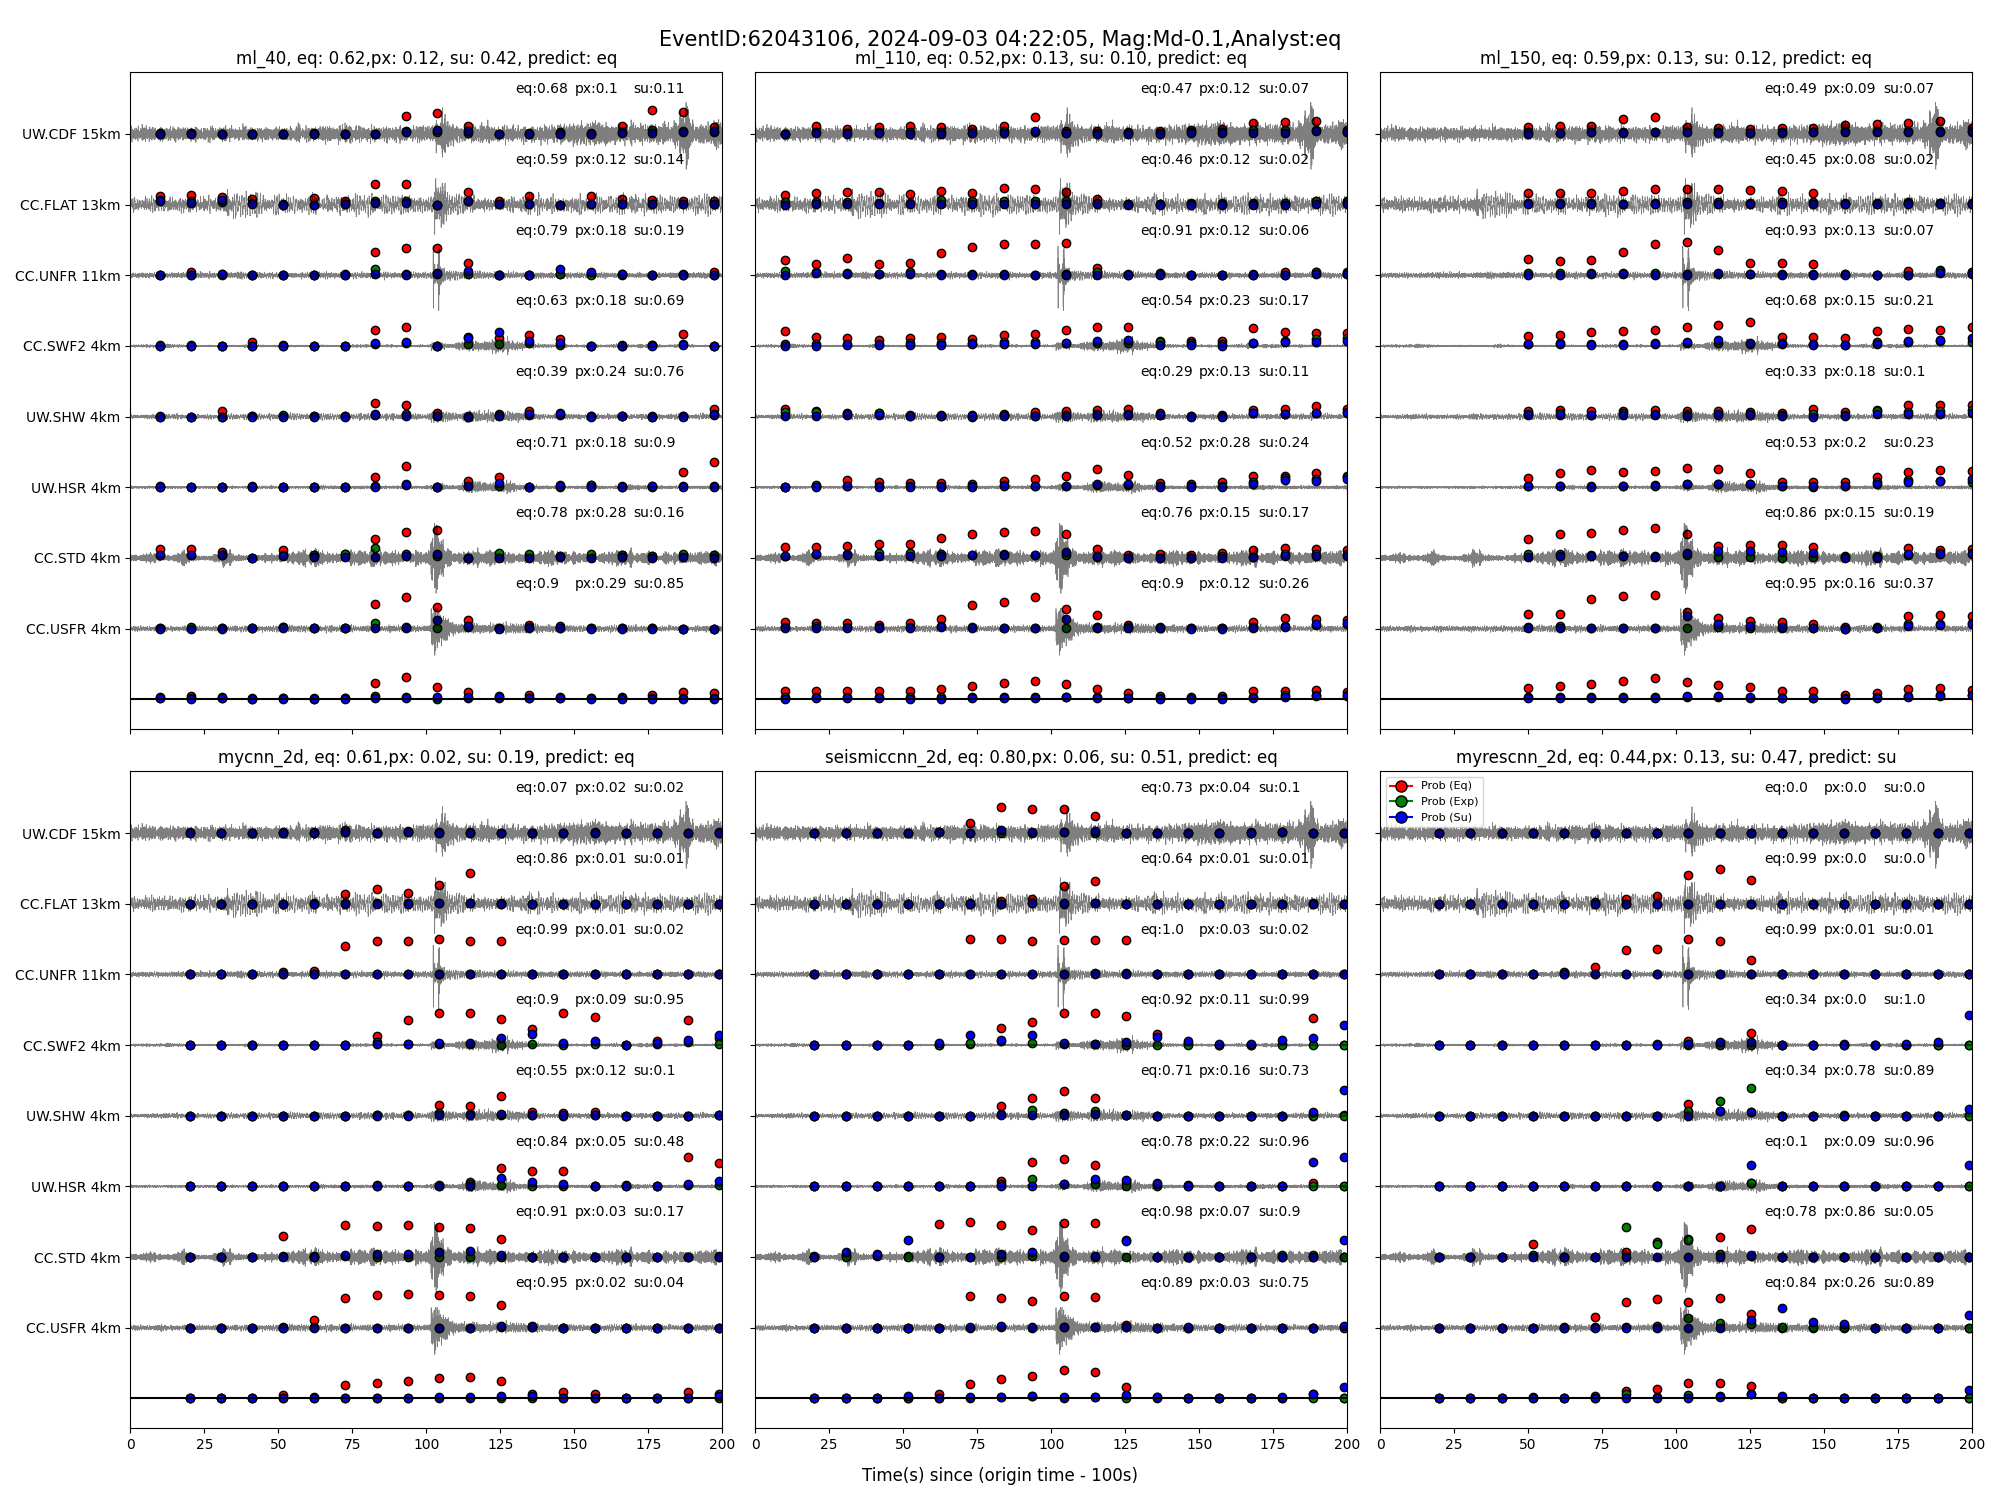 EventID:62043106, 2024-09-03 04:22:05, Mag:Md-0.1,Analyst:eq
ml_40, eq: 0.62,px: 0.12, su: 0.42, predict: eq
eq:0.68 px:0.1 su:0.11
UW.CDF 15km
eq:0.59 px:0.12 su:0.14
CC.FLAT 13km
eq:0.79 px:0.18 su:0.19
CC.UNFR 11km
eq:0.63 px:0.18 su:0.69
CC.SWF2 4km
eq:0.39 px:0.24 su:0.76
UW.SHW 4km
eq:0.71 px:0.18 su:0.9
UW.HSR 4km
eq:0.78 px:0.28 su:0.16
CC.STD 4km
eq:0.9 px:0.29 su:0.85
CC.USFR 4km
ml_110, eq: 0.52,px: 0.13, su: 0.10, predict: eq
eq:0.47 px:0.12 su:0.07
eq:0.46 px:0.12 su:0.02
eq:0.91 px:0.12 su:0.06
eq:0.54 px:0.23 su:0.17
eq:0.29 px:0.13 su:0.11
eq:0.52 px:0.28 su:0.24
eq:0.76 px:0.15 su:0.17
eq:0.9 px:0.12 su:0.26
ml_150, eq: 0.59,px: 0.13, su: 0.12, predict: eq
eq:0.49 px:0.09 su:0.07
eq:0.45 px:0.08 su:0.02
eq:0.93 px:0.13 su:0.07
eq:0.68 px:0.15 su:0.21
eq:0.33 px:0.18 su:0.1
eq:0.53 px:0.2 su:0.23
eq:0.86 px:0.15 su:0.19
eq:0.95 px:0.16 su:0.37
mycnn_2d, eq: 0.61,px: 0.02, su: 0.19, predict: eq
eq:0.07 px:0.02 su:0.02
UW.CDF 15km
eq:0.86 px:0.01 su:0.01
CC.FLAT 13km
eq:0.99 px:0.01 su:0.02
CC.UNFR 11km
eq:0.9 px:0.09 su:0.95
CC.SWF2 4km
eq:0.55 px:0.12 su:0.1
UW.SHW 4km
eq:0.84 px:0.05 su:0.48
UW.HSR 4km
eq:0.91 px:0.03 su:0.17
CC.STD 4km
eq:0.95 px:0.02 su:0.04
CC.USFR 4km
0 25 50 75 100 125 150 175 200
seismiccnn_2d, eq: 0.80,px: 0.06, su: 0.51, predict: eq
eq:0.73 px:0.04 su:0.1
eq:0.64 px:0.01 su:0.01
eq:1.0 px:0.03 su:0.02
eq:0.92 px:0.11 su:0.99
eq:0.71 px:0.16 su:0.73
eq:0.78 px:0.22 su:0.96
eq:0.98 px:0.07 su:0.9
eq:0.89 px:0.03 su:0.75
0 25 50 75 100 125 150 175 200
myrescnn_2d, eq: 0.44,px: 0.13, su: 0.47, predict: su
Prob (Eq)
Prob (Exp)
Prob (Su)
eq:0.0 px:0.0 su:0.0
eq:0.99 px:0.0 su:0.0
eq:0.99 px:0.01 su:0.01
eq:0.34 px:0.0 su:1.0
eq:0.34 px:0.78 su:0.89
eq:0.1 px:0.09 su:0.96
eq:0.78 px:0.86 su:0.05
eq:0.84 px:0.26 su:0.89
0 25 50 75 100 125 150 175 200
Time(s) since (origin time - 100s)